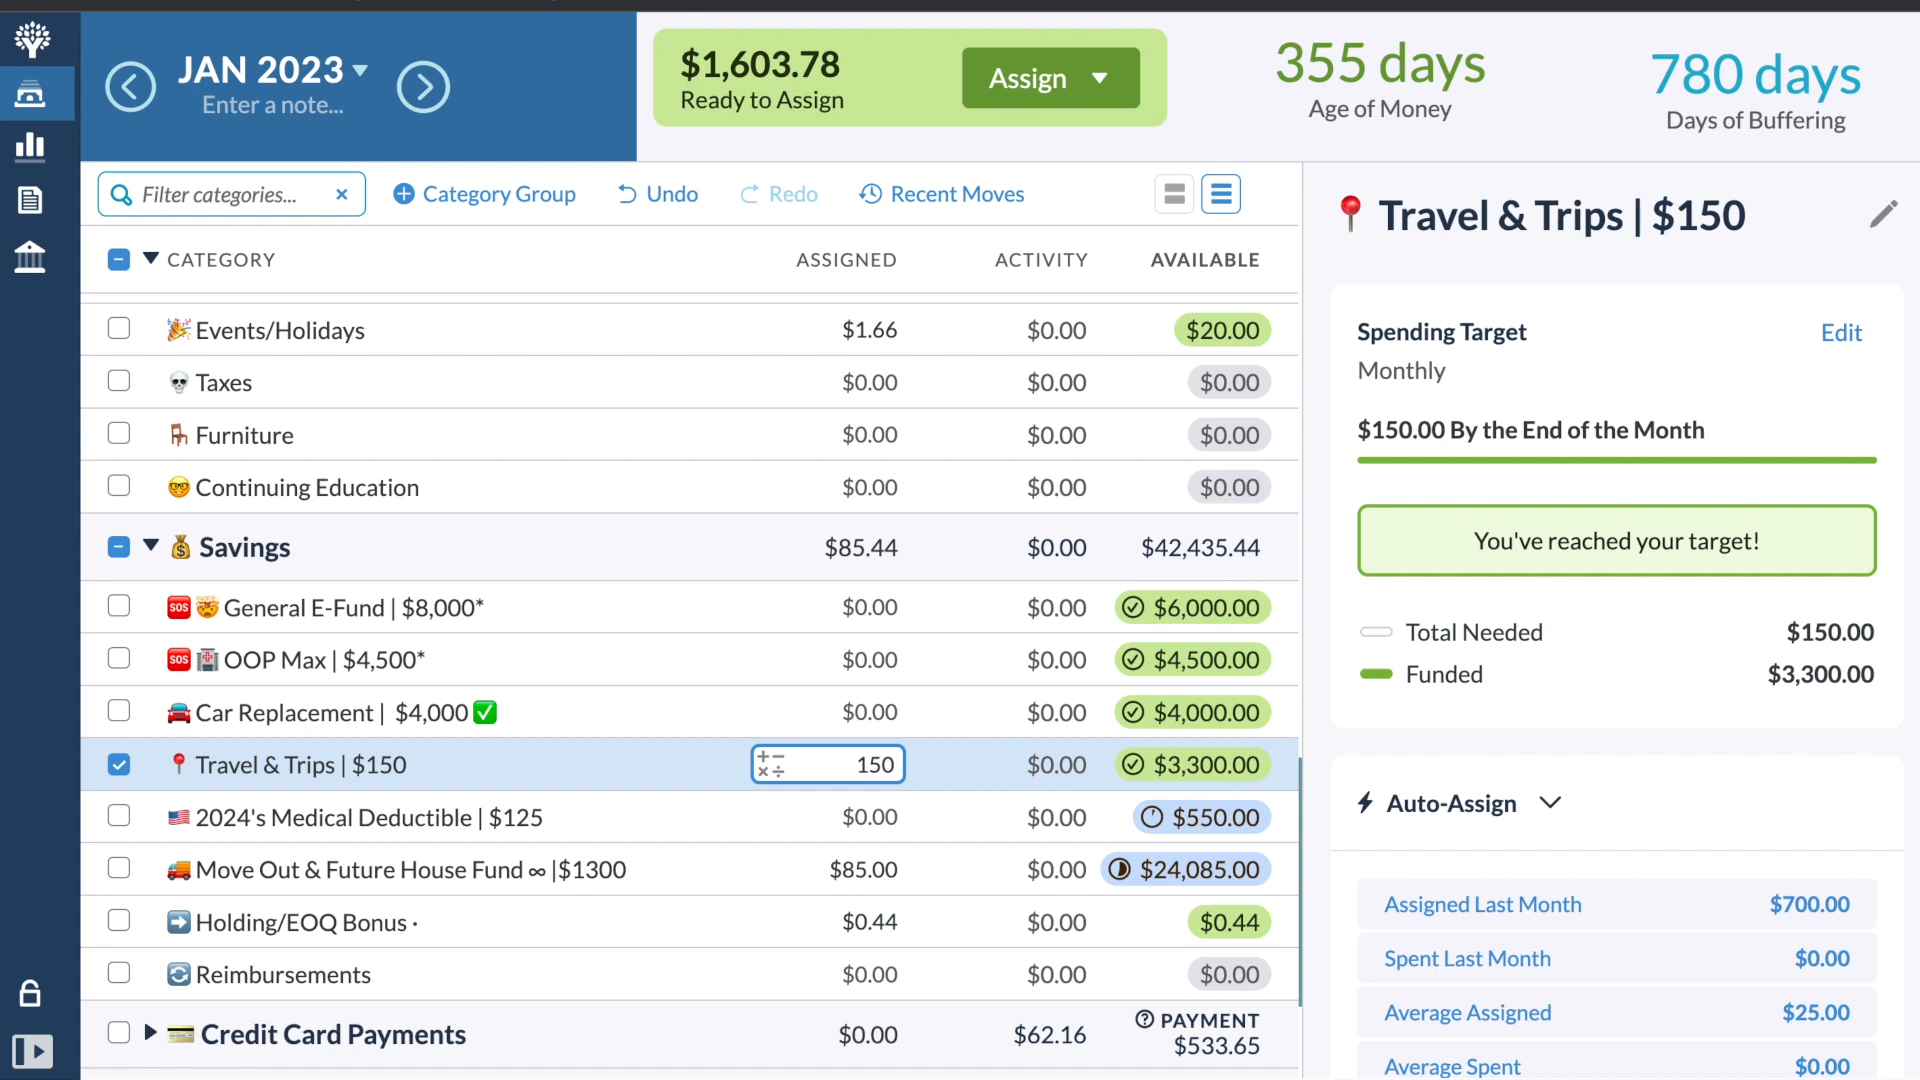 JAN 2023
Enter a note...
$1,603.78
Ready to Assign
Assign
355 days
Age of Money
780 days
Days of Buffering
Filter categories...
Category Group
Undo
Redo
Recent Moves
CATEGORY ASSIGNED ACTIVITY AVAILABLE
Events/Holidays $1.66 $0.00 $20.00
Taxes $0.00 $0.00 $0.00
Furniture $0.00 $0.00 $0.00
Continuing Education $0.00 $0.00 $0.00
Savings $85.44 $0.00 $42,435.44
SOS General E-Fund | $8,000* $0.00 $0.00 $6,000.00
SOS OOP Max | $4,500* $0.00 $0.00 $4,500.00
Car Replacement | $4,000 $0.00 $0.00 $4,000.00
Travel & Trips | $150 150 $0.00 $3,300.00
2024's Medical Deductible | $125 $0.00 $0.00 $550.00
Move Out & Future House Fund ∞ |$1300 $85.00 $0.00 $24,085.00
Holding/EOQ Bonus · $0.44 $0.00 $0.44
Reimbursements $0.00 $0.00 $0.00
Credit Card Payments $0.00 $62.16 PAYMENT
$533.65
Travel & Trips | $150
Spending Target Edit
Monthly
$150.00 By the End of the Month
You've reached your target!
Total Needed $150.00
Funded $3,300.00
Auto-Assign
Assigned Last Month $700.00
Spent Last Month $0.00
Average Assigned $25.00
Average Spent $0.00